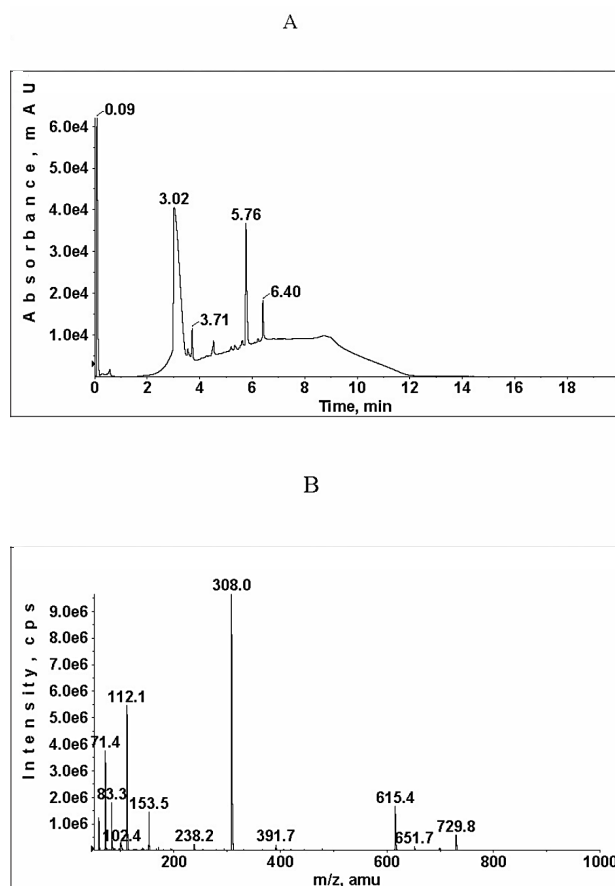 A
Absorbance, mAU
0.09
6.0e4
5.0e4
3.02
4.0e4
5.76
3.0e4
2.0e4
6.40
3.71
1.0e4
0 2 4 6 8 10 12 14 16 18
Time, min
B
Intensity, cps
308.0
9.0e6
8.0e6
7.0e6
6.0e6
112.1
5.0e6
4.0e6
71.4
3.0e6
2.0e6
83.3
153.5
615.4
1.0e6
102.4
238.2
391.7
651.7
729.8
200 400 600 800 1000
m/z, amu